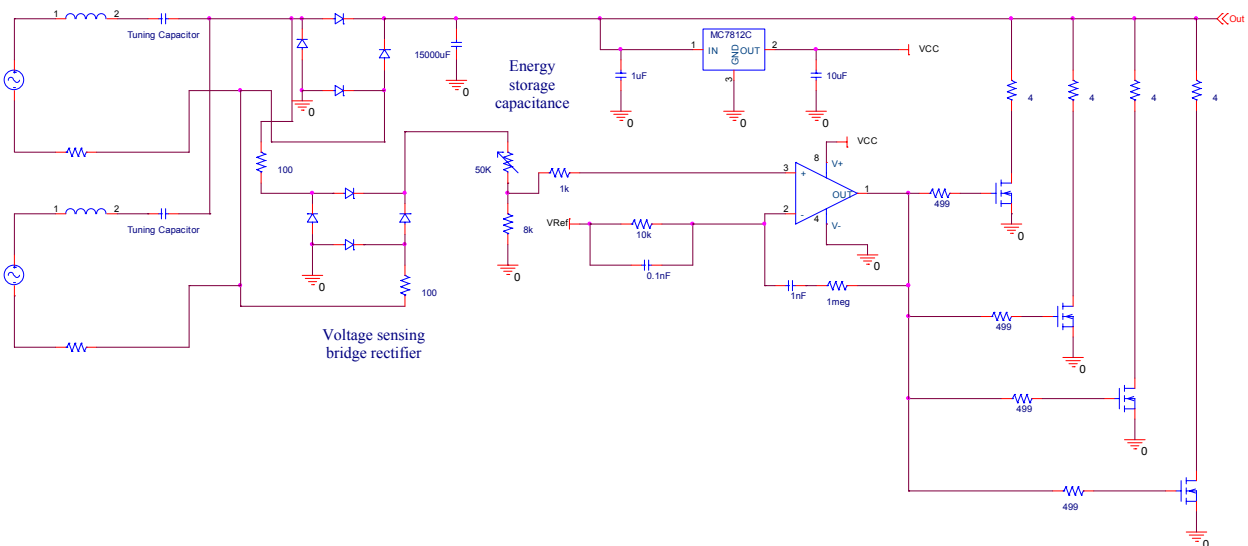 1
2
Tuning Capacitor
15000uF
0
0
Energy
storage
capacitance
MC7812C
1
IN
OUT
2
GND
3
VCC
1uF
10uF
0
0
0
Out
4
4
4
4
100
50K
1k
8k
0
0
VRef
10k
0.1nF
3
+
2
-
8
V+
VCC
OUT
1
4
V-
0
1nF
1meg
499
0
499
0
499
0
499
0
1
2
Tuning Capacitor
100
Voltage sensing
bridge rectifier